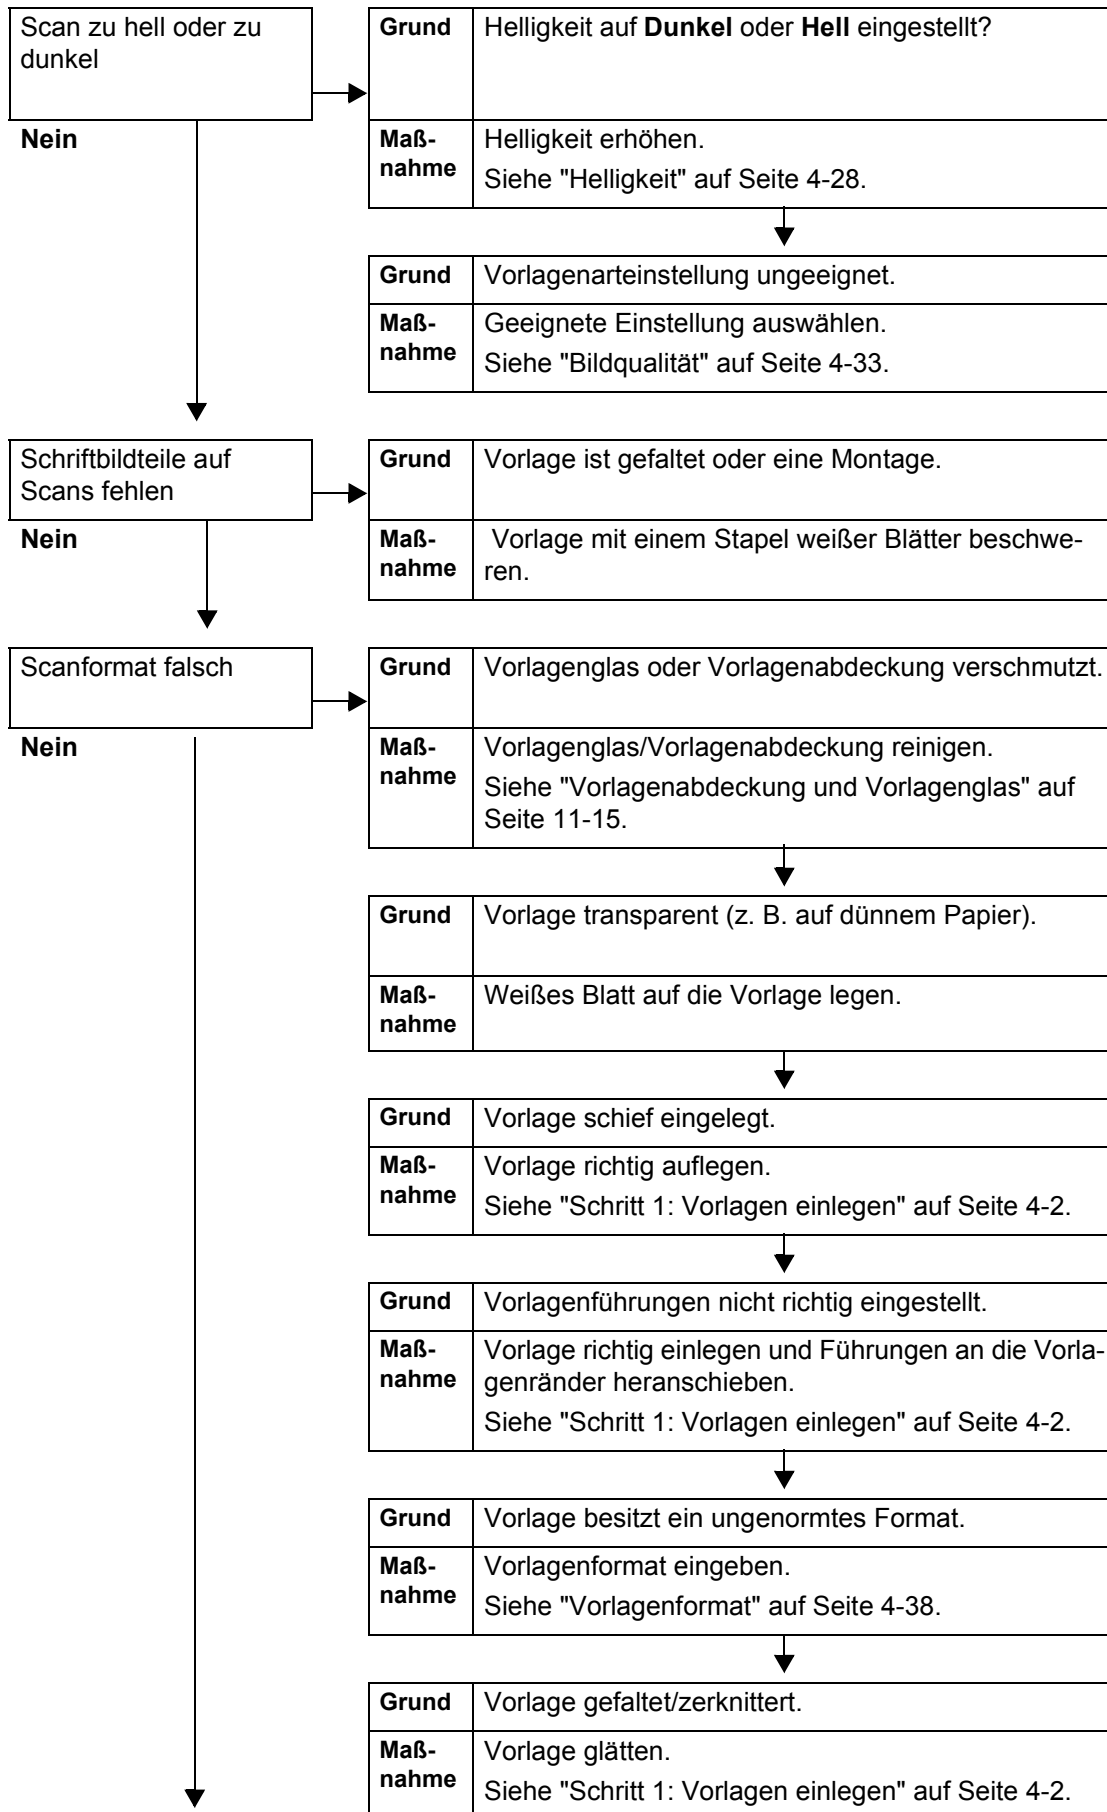 Scan zu hell oder zu
dunkel
Grund
Helligkeit auf Dunkel oder Hell eingestellt?
Nein
Maß-
nahme
Helligkeit erhöhen.
Siehe "Helligkeit" auf Seite 4-28.
Grund
Vorlagenarteinstellung ungeeignet.
Maß-
nahme
Geeignete Einstellung auswählen.
Siehe "Bildqualität" auf Seite 4-33.
Schriftbildteile auf
Scans fehlen
Grund
Vorlage ist gefaltet oder eine Montage.
Nein
Maß-
nahme
Vorlage mit einem Stapel weißer Blätter beschwe-
ren.
Scanformat falsch
Grund
Vorlagenglas oder Vorlagenabdeckung verschmutzt.
Nein
Maß-
nahme
Vorlagenglas/Vorlagenabdeckung reinigen.
Siehe "Vorlagenabdeckung und Vorlagenglas" auf
Seite 11-15.
Grund
Vorlage transparent (z. B. auf dünnem Papier).
Maß-
nahme
Weißes Blatt auf die Vorlage legen.
Grund
Vorlage schief eingelegt.
Maß-
nahme
Vorlage richtig auflegen.
Siehe "Schritt 1: Vorlagen einlegen" auf Seite 4-2.
Grund
Vorlagenführungen nicht richtig eingestellt.
Maß-
nahme
Vorlage richtig einlegen und Führungen an die Vorla-
genränder heranschieben.
Siehe "Schritt 1: Vorlagen einlegen" auf Seite 4-2.
Grund
Vorlage besitzt ein ungenormtes Format.
Maß-
nahme
Vorlagenformat eingeben.
Siehe "Vorlagenformat" auf Seite 4-38.
Grund
Vorlage gefaltet/zerknittert.
Maß-
nahme
Vorlage glätten.
Siehe "Schritt 1: Vorlagen einlegen" auf Seite 4-2.